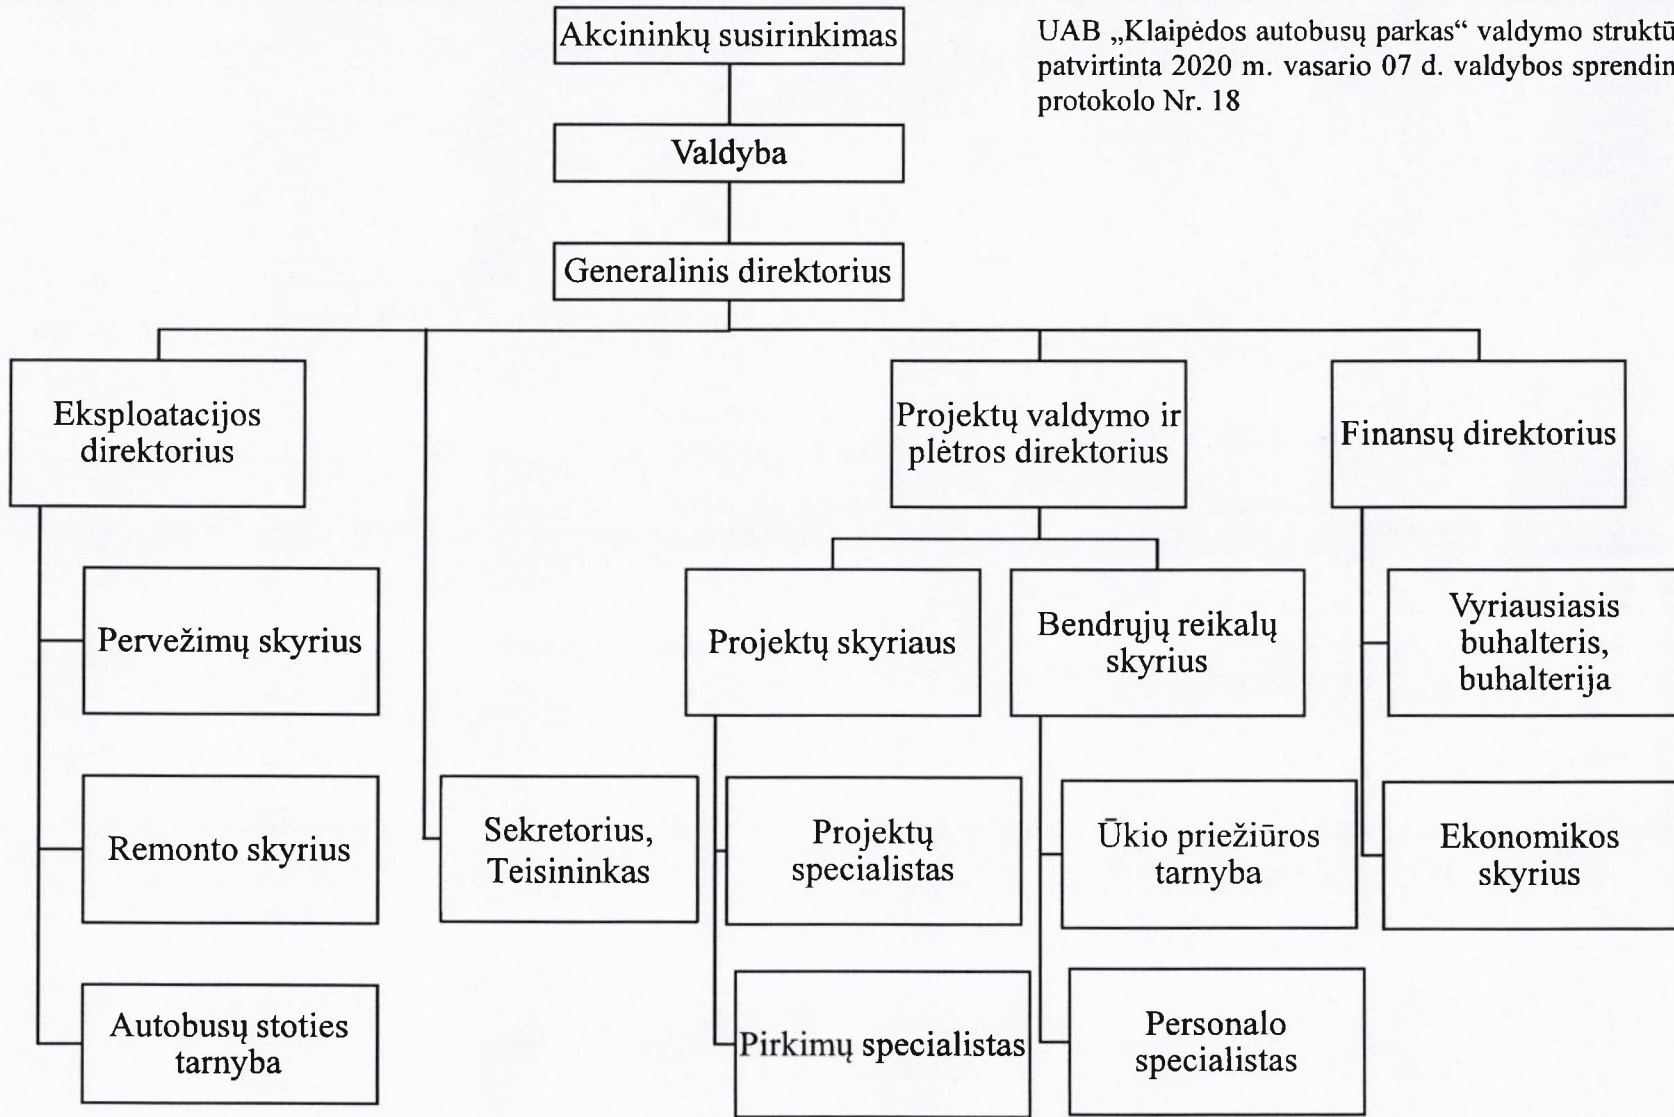 Akcininkų susirinkimas
UAB „Klaipėdos autobusų parkas“ valdymo
patvirtinta 2020 m. vasario 07 d. valdybos
protokolo Nr. 18
Valdyba
Generalinis direktorius
Eksploatacijos
direktorius
Projektų valdymo ir
plėtros direktorius
Finansų direktorius
Pervežimų skyrius
Projektų skyriaus
Bendrųjų reikalų
skyrius
Vyriausiasis
buhalteris,
buhalterija
Remonto skyrius
Sekretorius,
Teisininkas
Projektų
specialistas
Ūkio priežiūros
tarnyba
Ekonomikos
skyrius
Autobusų stoties
tarnyba
Pirkimų specialistas
Personalo
specialistas